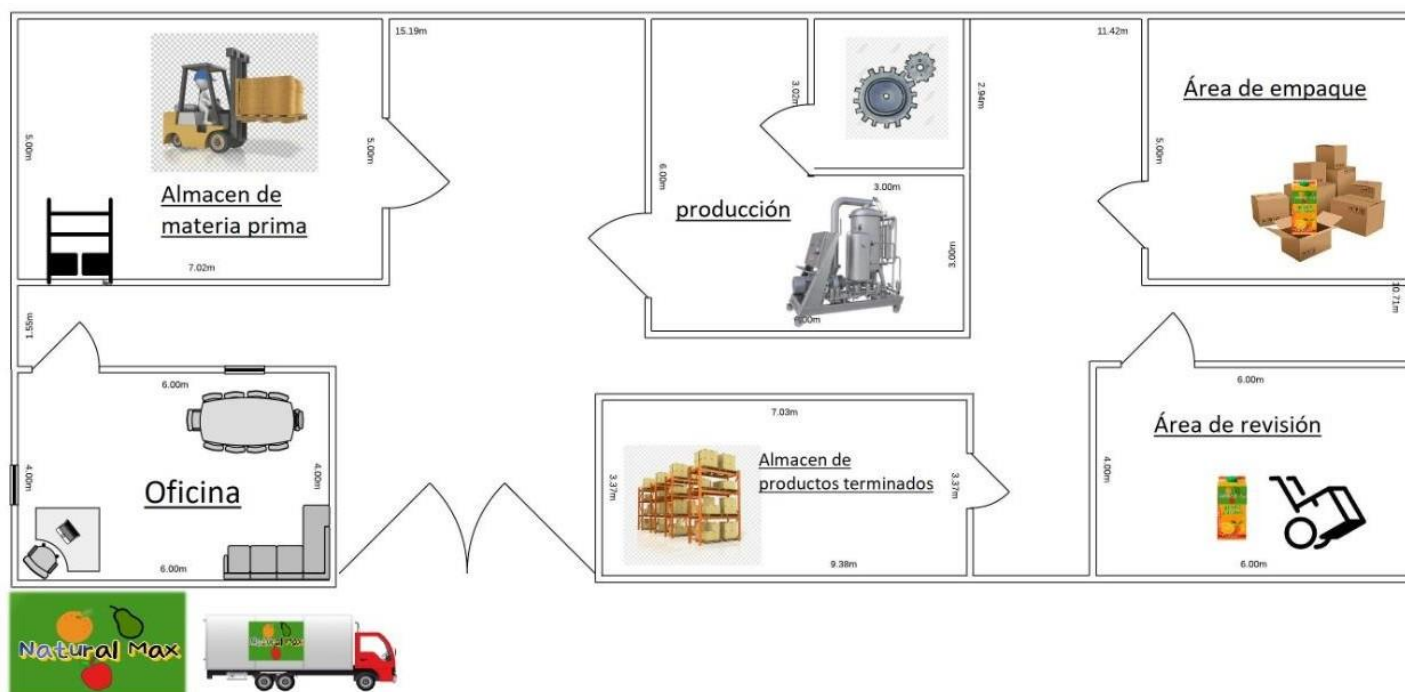 15.19m
11.42m
5.00m
5.00m
Almacen de
materia prima
7.02m
3.02m
2.94m
6.00m
producción
3.00m
3.00m
5.00m
Área de empaque
10.71m
1.55m
6.00m
4.00m
4.00m
Oficina
6.00m
7.03m
3.37m
Almacen de
productos terminados
3.37m
9.38m
6.00m
Área de revisión
4.00m
6.00m
Natural Max
Natural Max